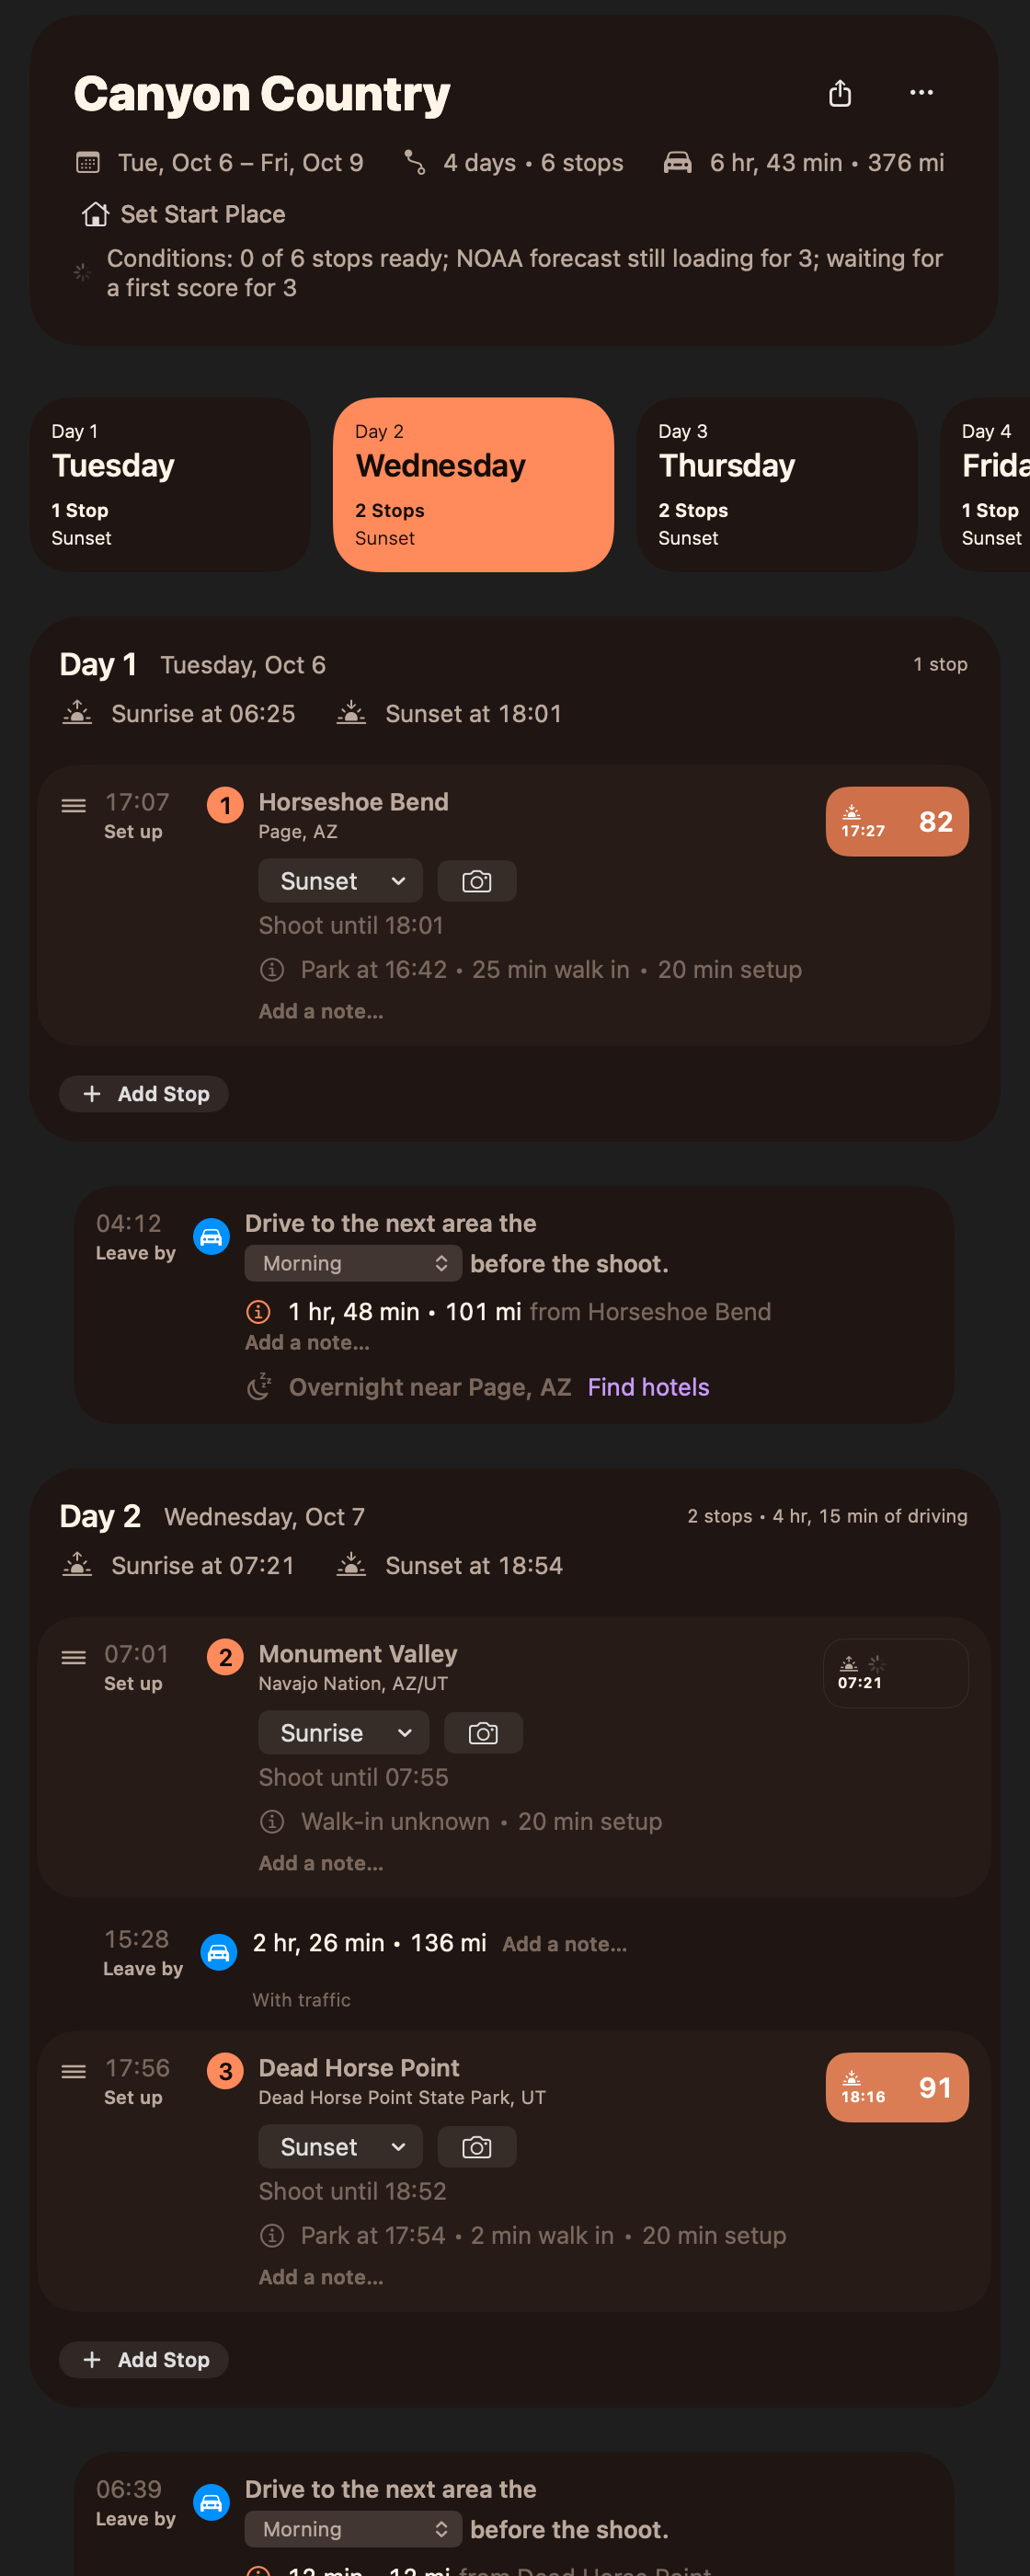 Canyon Country
Tue, Oct 6 – Fri, Oct 9
4 days • 6 stops
6 hr, 43 min • 376 mi
Set Start Place
Conditions: 0 of 6 stops ready; NOAA forecast still loading for 3; waiting for
a first score for 3
Day 1
Tuesday
1 Stop
Sunset
Day 2
Wednesday
2 Stops
Sunset
Day 3
Thursday
2 Stops
Sunset
Day 4
Frida
1 Stop
Sunset
Day 1 Tuesday, Oct 6
1 stop
Sunrise at 06:25
Sunset at 18:01
17:07
Set up
1
Horseshoe Bend
Page, AZ
17:27
82
Sunset
Shoot until 18:01
Park at 16:42 • 25 min walk in • 20 min setup
Add a note...
+ Add Stop
04:12
Leave by
Drive to the next area the
Morning before the shoot.
1 hr, 48 min • 101 mi from Horseshoe Bend
Add a note...
Overnight near Page, AZ Find hotels
Day 2 Wednesday, Oct 7
2 stops • 4 hr, 15 min of driving
Sunrise at 07:21
Sunset at 18:54
07:01
Set up
2
Monument Valley
Navajo Nation, AZ/UT
07:21
Sunrise
Shoot until 07:55
Walk-in unknown • 20 min setup
Add a note...
15:28
Leave by
2 hr, 26 min • 136 mi Add a note...
With traffic
17:56
Set up
3
Dead Horse Point
Dead Horse Point State Park, UT
18:16
91
Sunset
Shoot until 18:52
Park at 17:54 • 2 min walk in • 20 min setup
Add a note...
+ Add Stop
06:39
Leave by
Drive to the next area the
Morning before the shoot.
12 min • 12 mi from Dead Horse Point